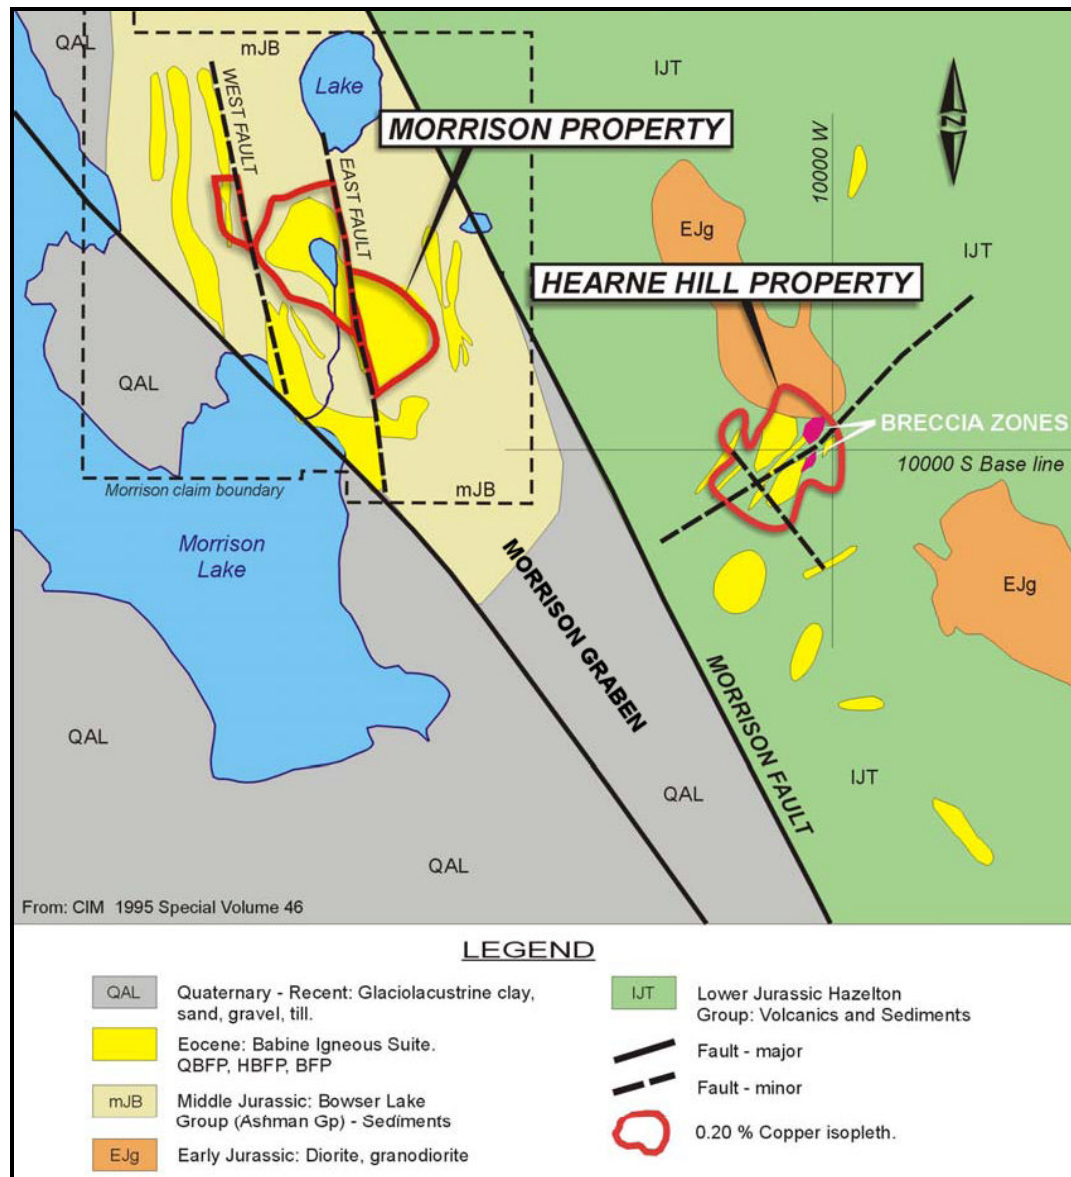 QAL
mJB
Lake
IJT
WEST FAULT
MORRISON PROPERTY
N
10000 W
EAST FAULT
EJg
IJT
HEARNE HILL PROPERTY
QAL
BRECCIA ZONES
10000 S Base line
Morrison claim boundary
mJB
Morrison
Lake
MORRISON GRABEN
EJg
MORRISON FAULT
QAL
IJT
QAL
QAL
From: CIM 1995 Special Volume 46
LEGEND
QAL
Quaternary - Recent: Glaciolacustrine clay,
sand, gravel, till.
Eocene: Babine Igneous Suite.
QBFP, HBFP, BFP
mJB
Middle Jurassic: Bowser Lake
Group (Ashman Gp) - Sediments
EJg
Early Jurassic: Diorite, granodiorite
IJT
Lower Jurassic Hazelton
Group: Volcanics and Sediments
Fault - major
Fault - minor
0.20 % Copper isopleth.